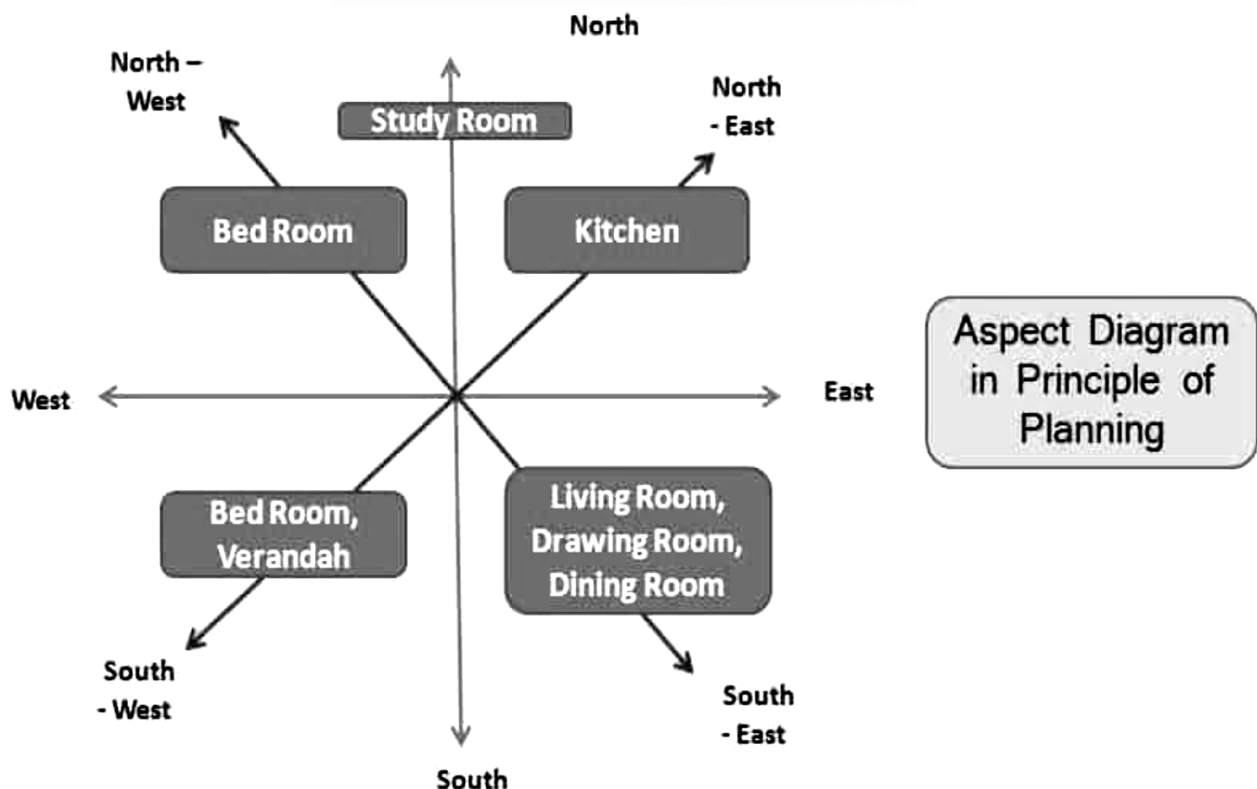 North
North –
West
North
- East
Study Room
Bed Room
Kitchen
West
East
Aspect Diagram
in Principle of
Planning
Bed Room,
Verandah
Living Room,
Drawing Room,
Dining Room
South
- West
South
- East
South